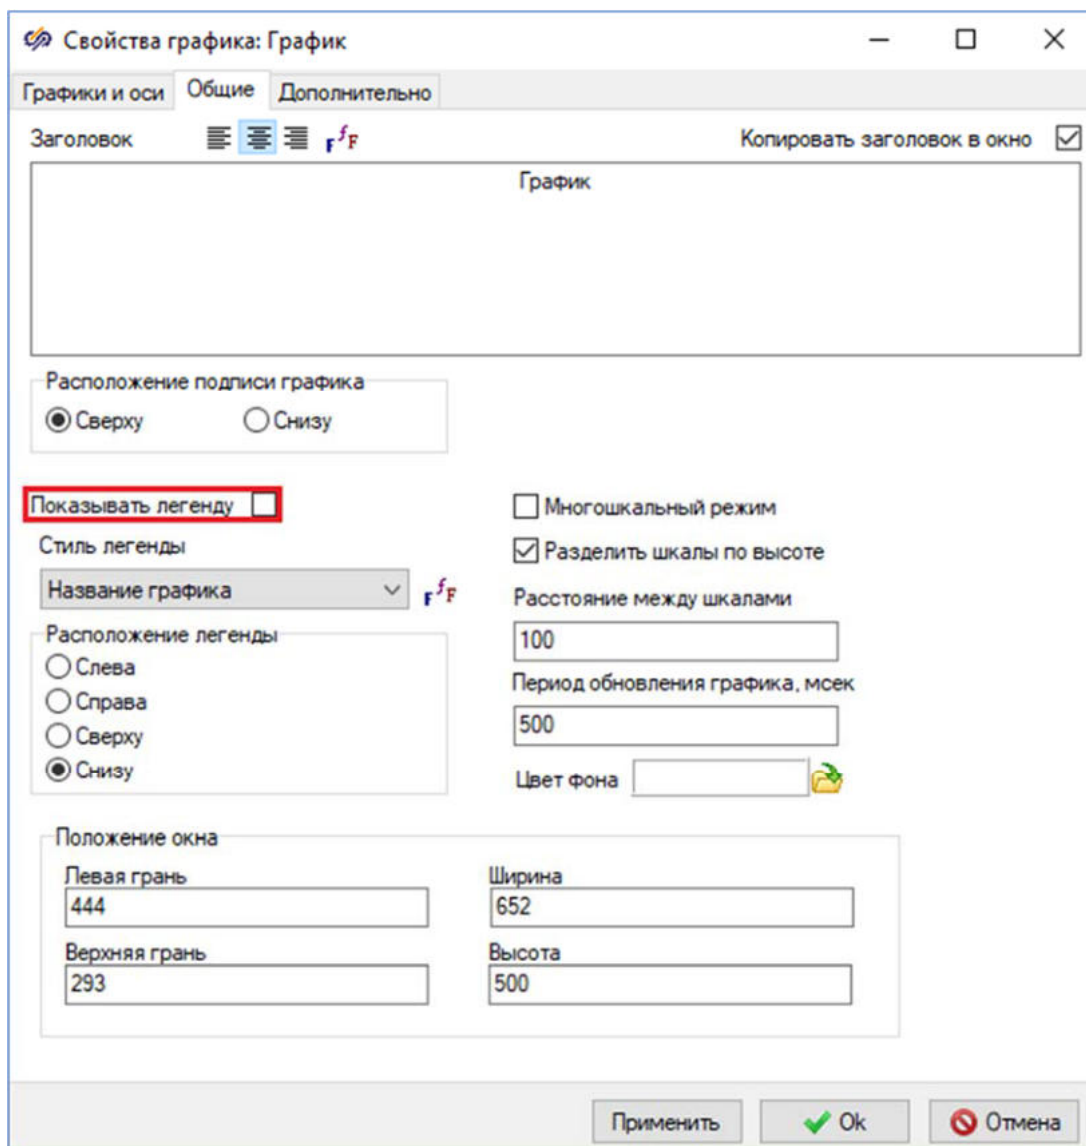 Свойства графика: График
Графики и оси Общие Дополнительно
Заголовок Копировать заголовок в окно
График
Расположение подписи графика
Сверху Снизу
Показывать легенду Многошкальный режим
Стиль легенды Разделить шкалы по высоте
Название графика Расстояние между шкалами
Расположение легенды 100
Слева
Справа Период обновления графика, мсек
Сверху 500
Снизу Цвет фона
Положение окна
Левая грань Ширина
444 652
Верхняя грань Высота
293 500
Применить Ok Отмена